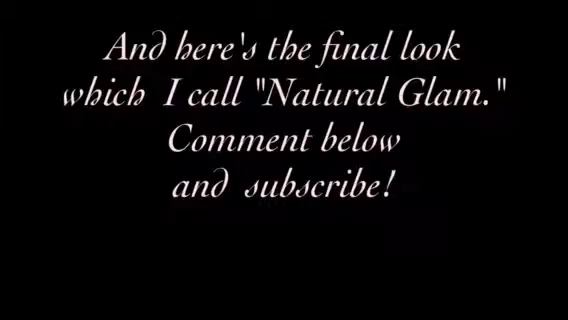 And here's the final look
which I call "Natural Glam."
Comment below
and subscribe!